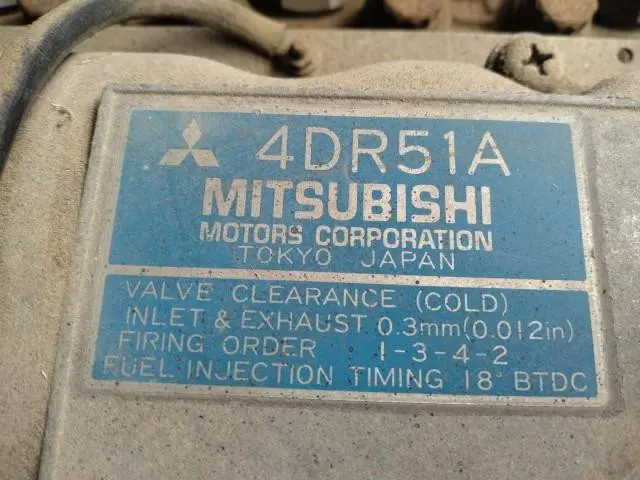 4DR51A
MITSUBISHI
MOTORS CORPORATION
TOKYO JAPAN
VALVE CLEARANCE (COLD)
INLET & EXHAUST 0.3mm(0.012in)
FIRING ORDER 1-3-4-2
FUEL INJECTION TIMING 18° BTDC